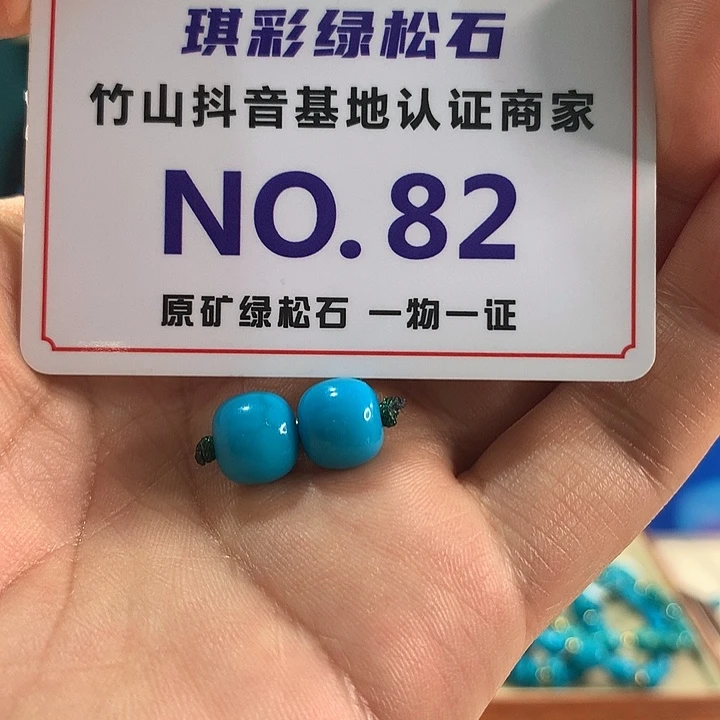 琪彩绿松石
竹山抖音基地认证商家
NO.82
原矿绿松石 一物一证